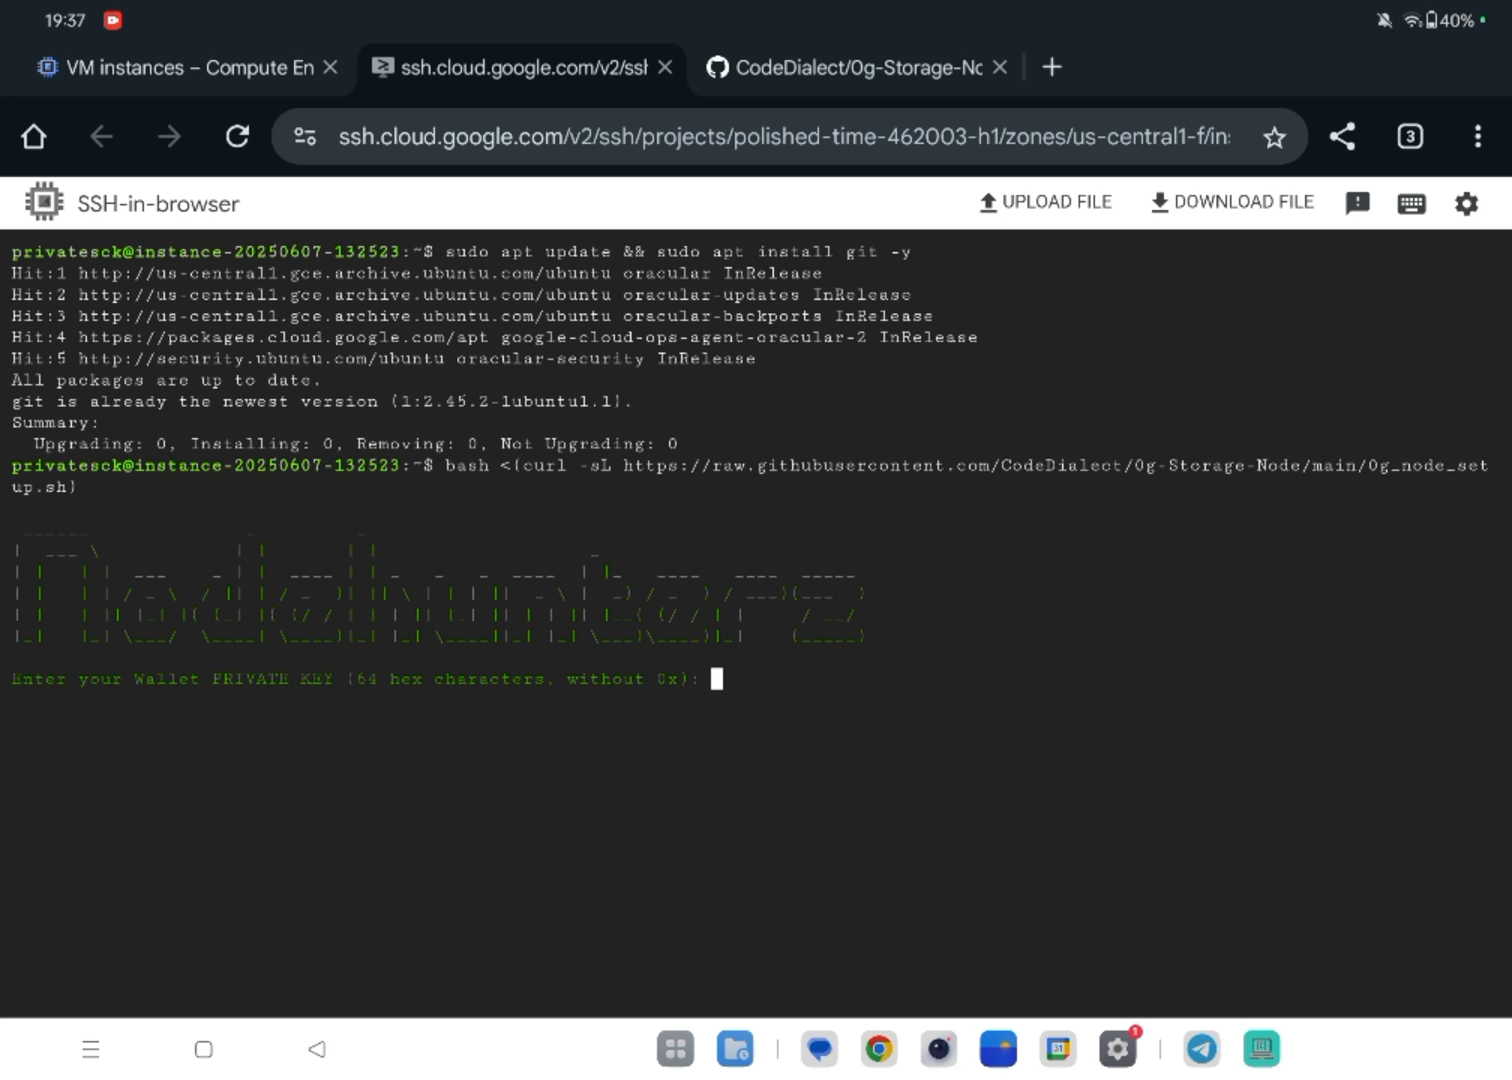 19:37
40%
VM instances – Compute En
ssh.cloud.google.com/v2/ssh
CodeDialect/0g-Storage-No
ssh.cloud.google.com/v2/ssh/projects/polished-time-462003-h1/zones/us-central1-f/in
3
SSH-in-browser
UPLOAD FILE
DOWNLOAD FILE
privatesck@instance-20250607-132523:~$ sudo apt update && sudo apt install git -y
Hit:1 http://us-central1.gce.archive.ubuntu.com/ubuntu oracular InRelease
Hit:2 http://us-central1.gce.archive.ubuntu.com/ubuntu oracular-updates InRelease
Hit:3 http://us-central1.gce.archive.ubuntu.com/ubuntu oracular-backports InRelease
Hit:4 https://packages.cloud.google.com/apt google-cloud-ops-agent-oracular-2 InRelease
Hit:5 http://security.ubuntu.com/ubuntu oracular-security InRelease
All packages are up to date.
git is already the newest version (1:2.45.2-1ubuntu1.1).
Summary:
Upgrading: 0, Installing: 0, Removing: 0, Not Upgrading: 0
privatesck@instance-20250607-132523:~$ bash <(curl -sL https://raw.githubusercontent.com/CodeDialect/0g-Storage-Node/main/0g_node_set
up.sh)
Nodehunterz
Enter your Wallet PRIVATE KEY (64 hex characters, without 0x):
31
1